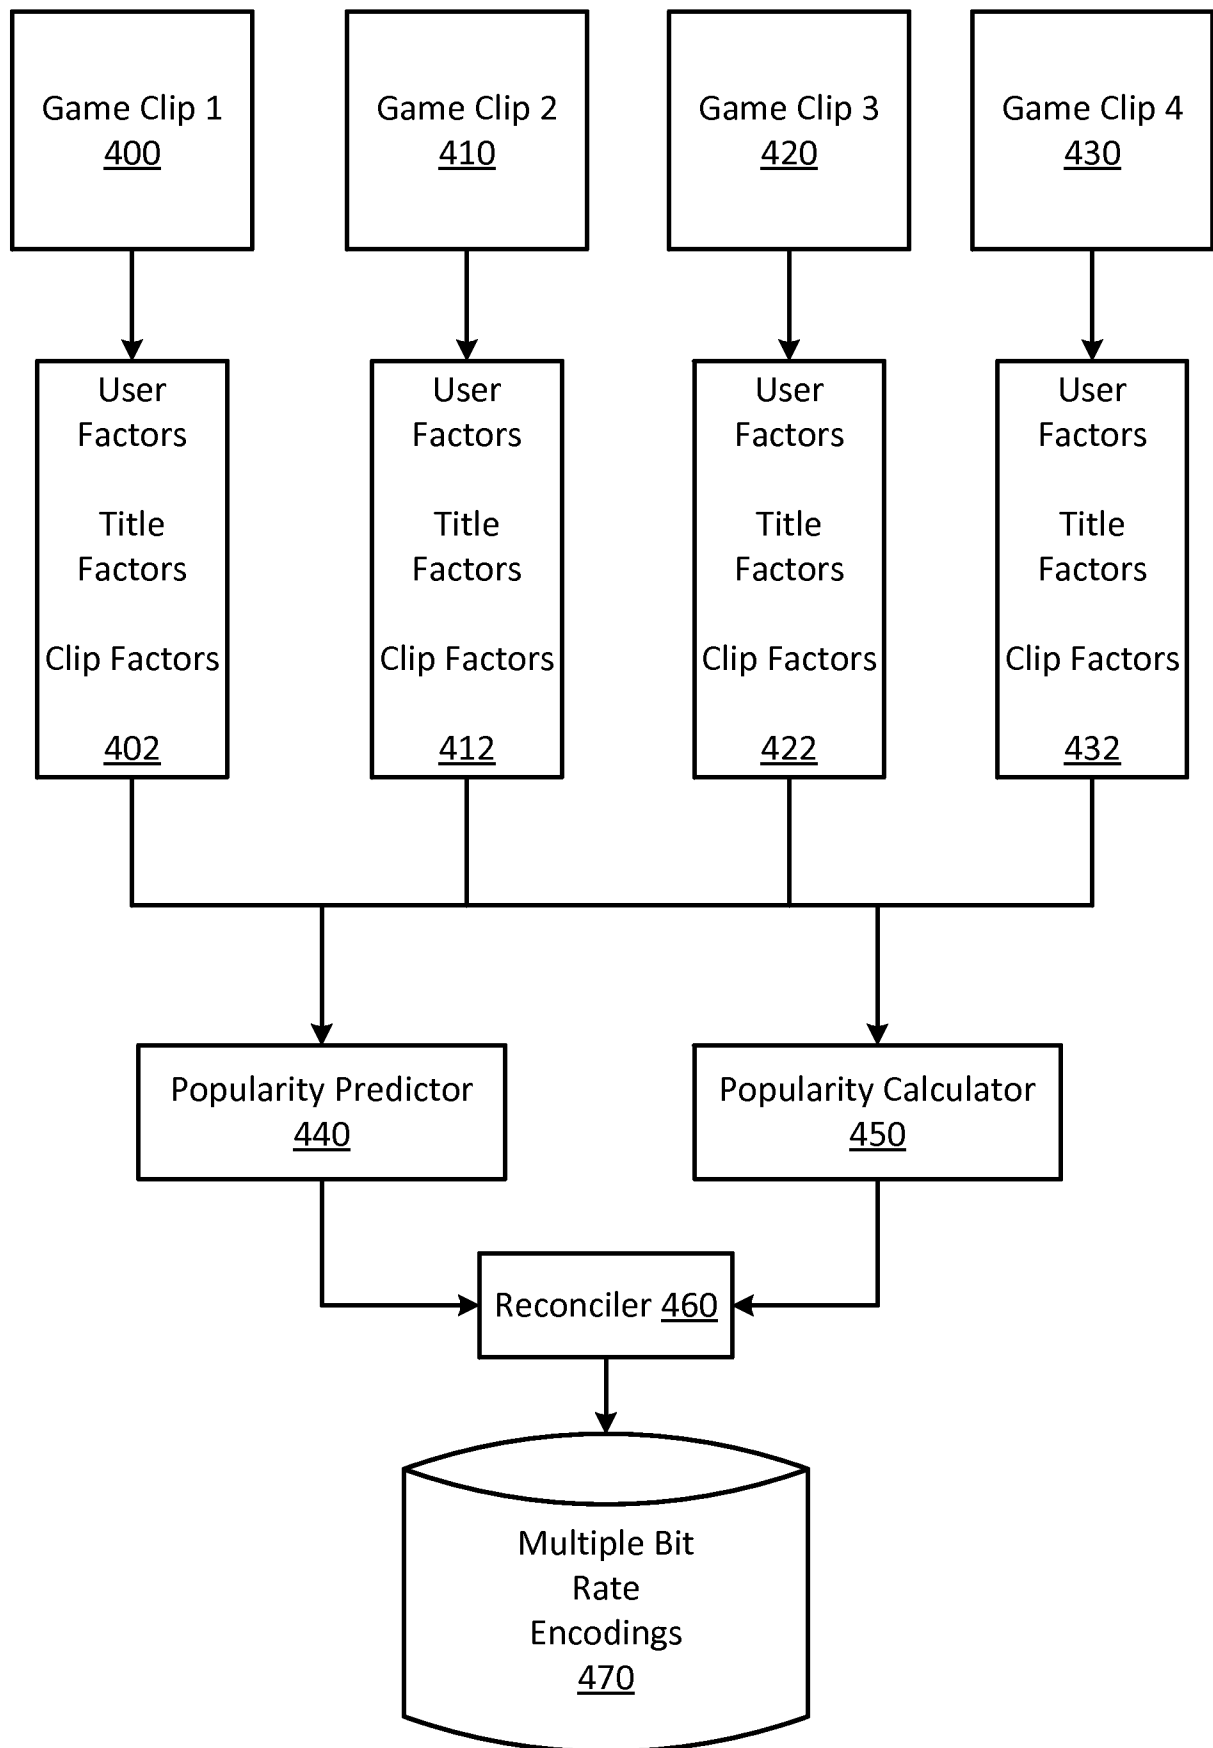 Game Clip 1
400
Game Clip 2
410
Game Clip 3
420
Game Clip 4
430
User
Factors
Title
Factors
Clip Factors
402
User
Factors
Title
Factors
Clip Factors
412
User
Factors
Title
Factors
Clip Factors
422
User
Factors
Title
Factors
Clip Factors
432
Popularity Predictor
440
Popularity Calculator
450
Reconciler 460
Multiple Bit
Rate
Encodings
470